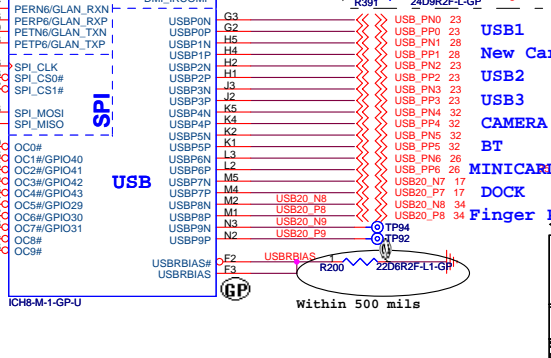 DMI_IRCOMP
R391 24D9R2F-L1-GP
PERN6/GLAN_RXN
PERP6/GLAN_RXP
PETN6/GLAN_TXN
PETP6/GLAN_TXP
SPI_CLK
SPI_CS0#
SPI_CS1#
SPI_MOSI
SPI_MISO
SPI
OC0#
OC1#/GPIO40
OC2#/GPIO41
OC3#/GPIO42
OC4#/GPIO43
OC5#/GPIO29
OC6#/GPIO30
OC7#/GPIO31
OC8#
OC9#
USB
USBP0N G3 USB_PN0 23
USBP0P G2 USB_PP0 23 USB1
USBP1N H5 USB_PN1 28
USBP1P H4 USB_PP1 28 New Car
USBP2N H2 USB_PN2 23
USBP2P H1 USB_PP2 23 USB2
USBP3N J3 USB_PN3 23
USBP3P J2 USB_PP3 23 USB3
USBP4N K5 USB_PN4 32
USBP4P K4 USB_PP4 32 CAMERA
USBP5N K2 USB_PN5 32
USBP5P K1 USB_PP5 32 BT
USBP6N L3 USB_PN6 26
USBP6P L2 USB_PP6 26 MINICARD
USBP7N M5 USB20_N7 17
USBP7P M4 USB20_P7 17 DOCK
USBP8N M2 USB20_N8 USB20_N8 34
USBP8P M1 USB20_P8 USB20_P8 34 Finger
USBP9N N3 USB20_N9 TP94
USBP9P N2 USB20_P9 TP92
USBRBIAS# F2 USBRBIAS 1
USBRBIAS F3 R200 22D6R2F-L1-GP
GP
ICH8-M-1-GP-U
Within 500 mils